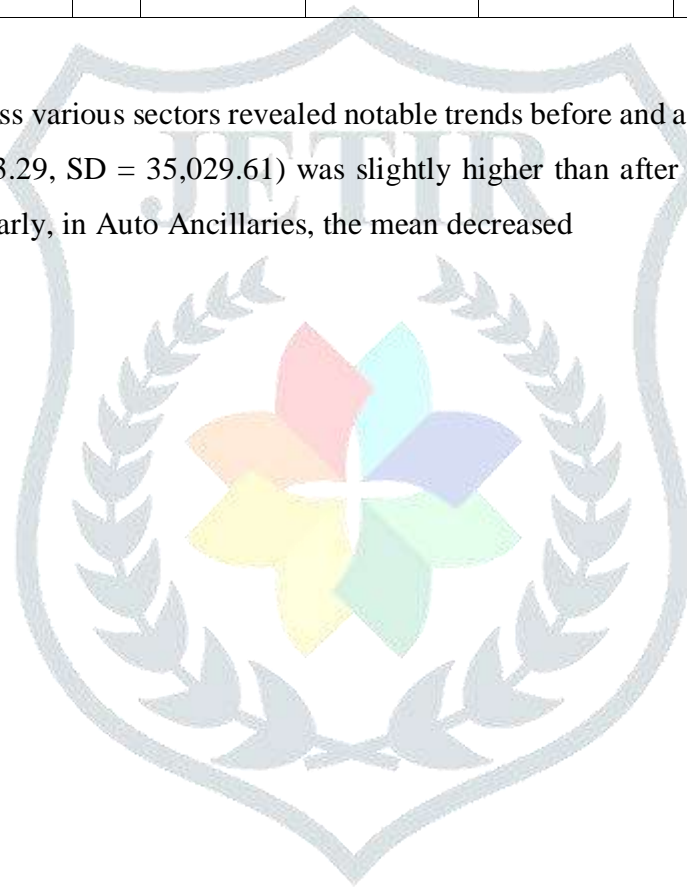 ss various sectors revealed notable trends before and a
3.29, SD = 35,029.61) was slightly higher than after
JETIR
arly, in Auto Ancillaries, the mean decreased